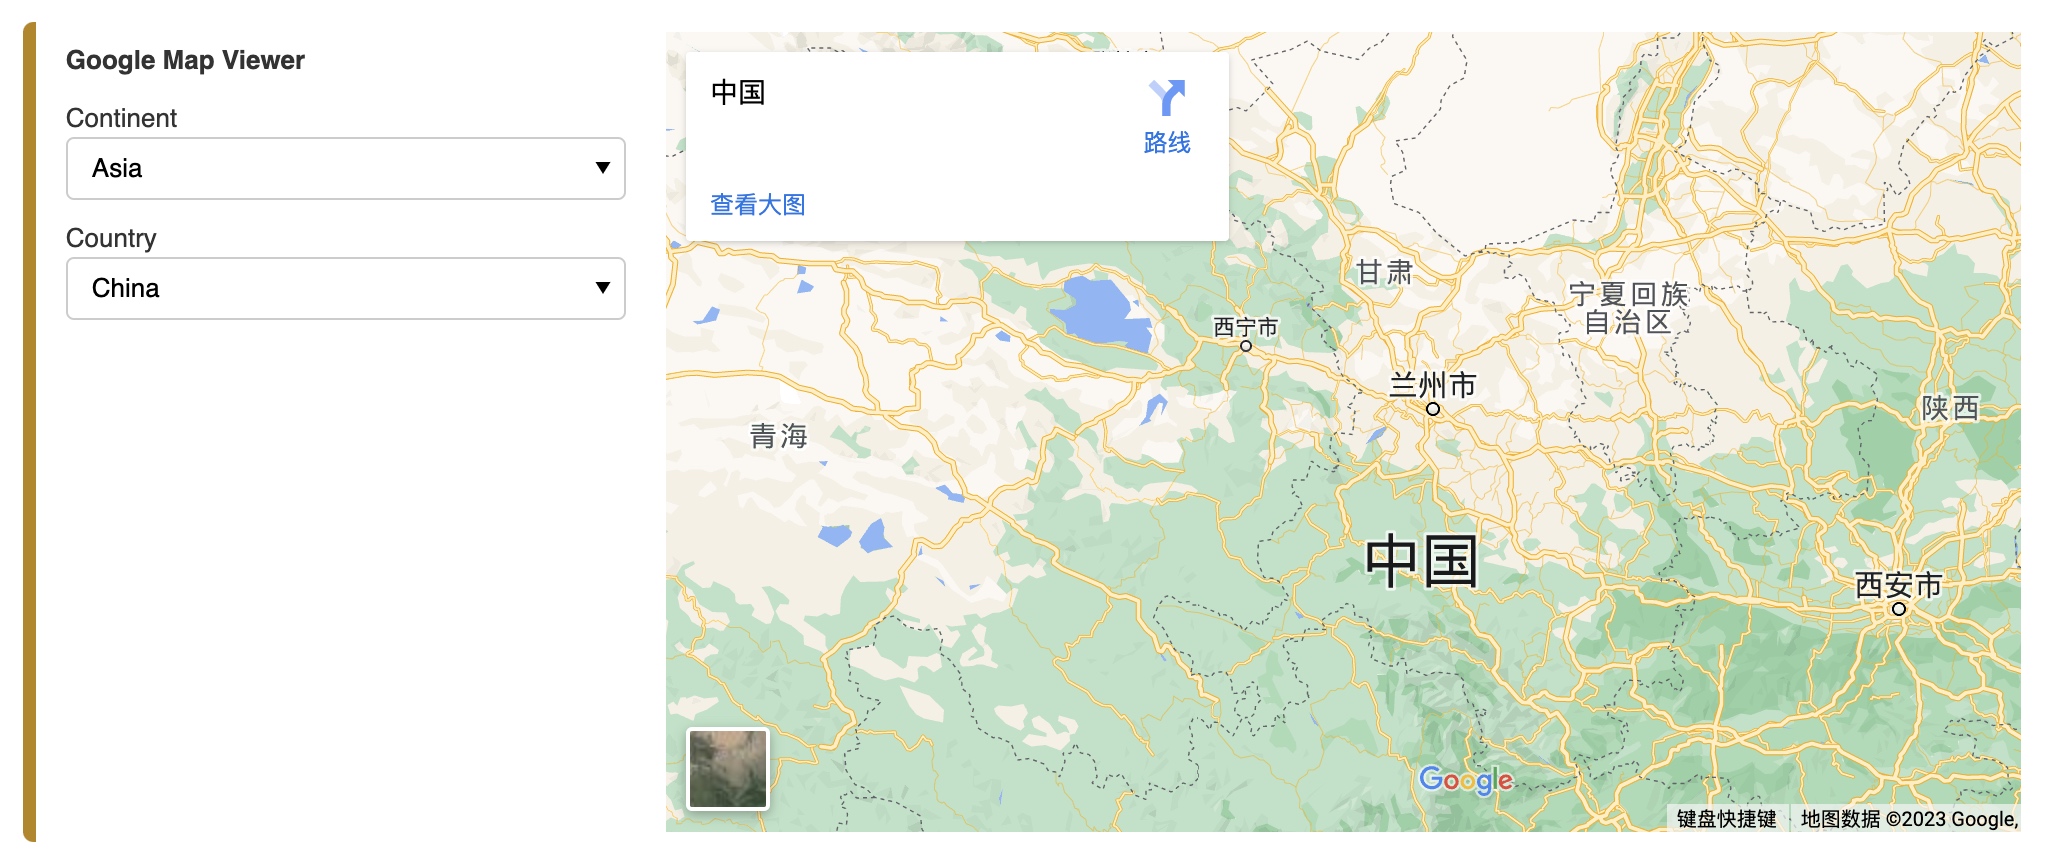 Google Map Viewer
Continent
Asia
Country
China
中国
路线
查看大图
甘肃
宁夏回族
自治区
西宁市
兰州市
陕西
青海
中国
西安市
Google
键盘快捷键
地图数据 ©2023 Google,